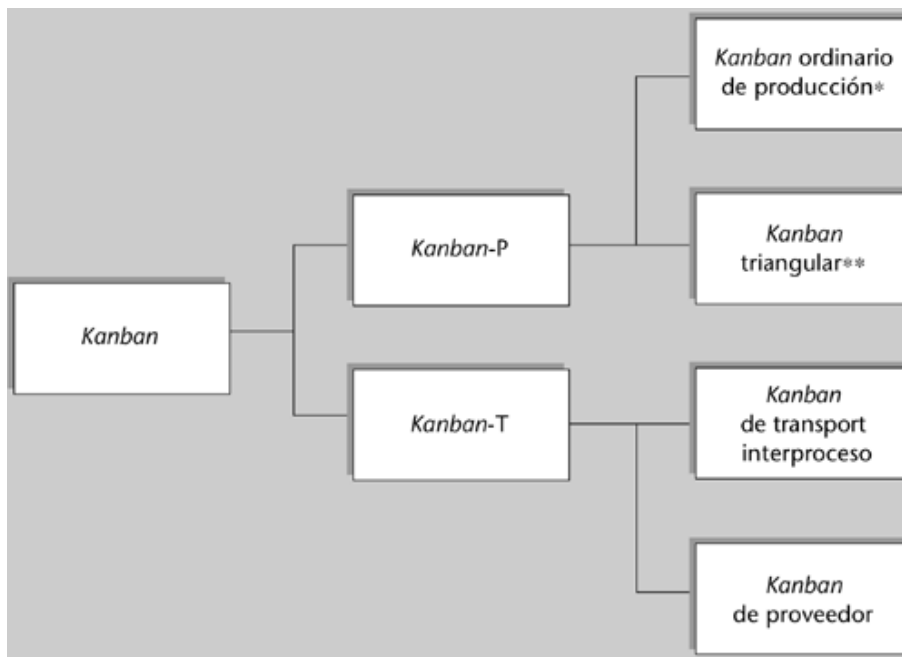 Kanban ordinario
de producción*
Kanban-P
Kanban
triangular**
Kanban
Kanban-T
Kanban
de transport
interproceso
Kanban
de proveedor